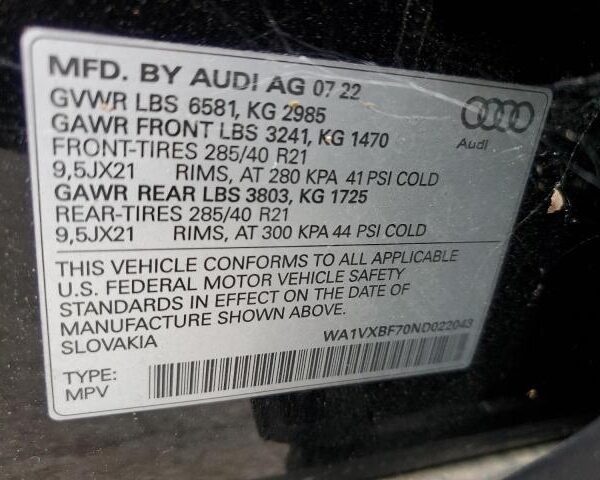 MFD. BY AUDI AG 07 22
GVWR LBS 6581, KG 2985
GAWR FRONT LBS 3241, KG 1470
FRONT-TIRES 285/40 R21
9,5JX21 RIMS, AT 280 KPA 41 PSI COLD
GAWR REAR LBS 3803, KG 1725
REAR-TIRES 285/40 R21
9,5JX21 RIMS, AT 300 KPA 44 PSI COLD
Audi
THIS VEHICLE CONFORMS TO ALL APPLICABLE
U.S. FEDERAL MOTOR VEHICLE SAFETY
STANDARDS IN EFFECT ON THE DATE OF
MANUFACTURE SHOWN ABOVE.
SLOVAKIA
WA1VXBF70ND022043
TYPE:
MPV